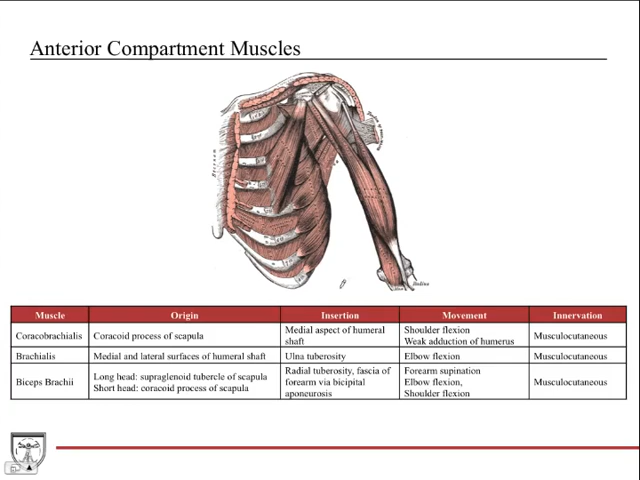 Anterior Compartment Muscles
Sternum
Radius
Muscle Origin Insertion Movement Innervation
Coracobrachialis Coracoid process of scapula Medial aspect of humeral shaft Shoulder flexion Weak adduction of humerus Musculocutaneous
Brachialis Medial and lateral surfaces of humeral shaft Ulna tuberosity Elbow flexion Musculocutaneous
Biceps Brachii Long head: supraglenoid tubercle of scapula Short head: coracoid process of scapula Radial tuberosity, fascia of forearm via bicipital aponeurosis Forearm supination Elbow flexion, Shoulder flexion Musculocutaneous